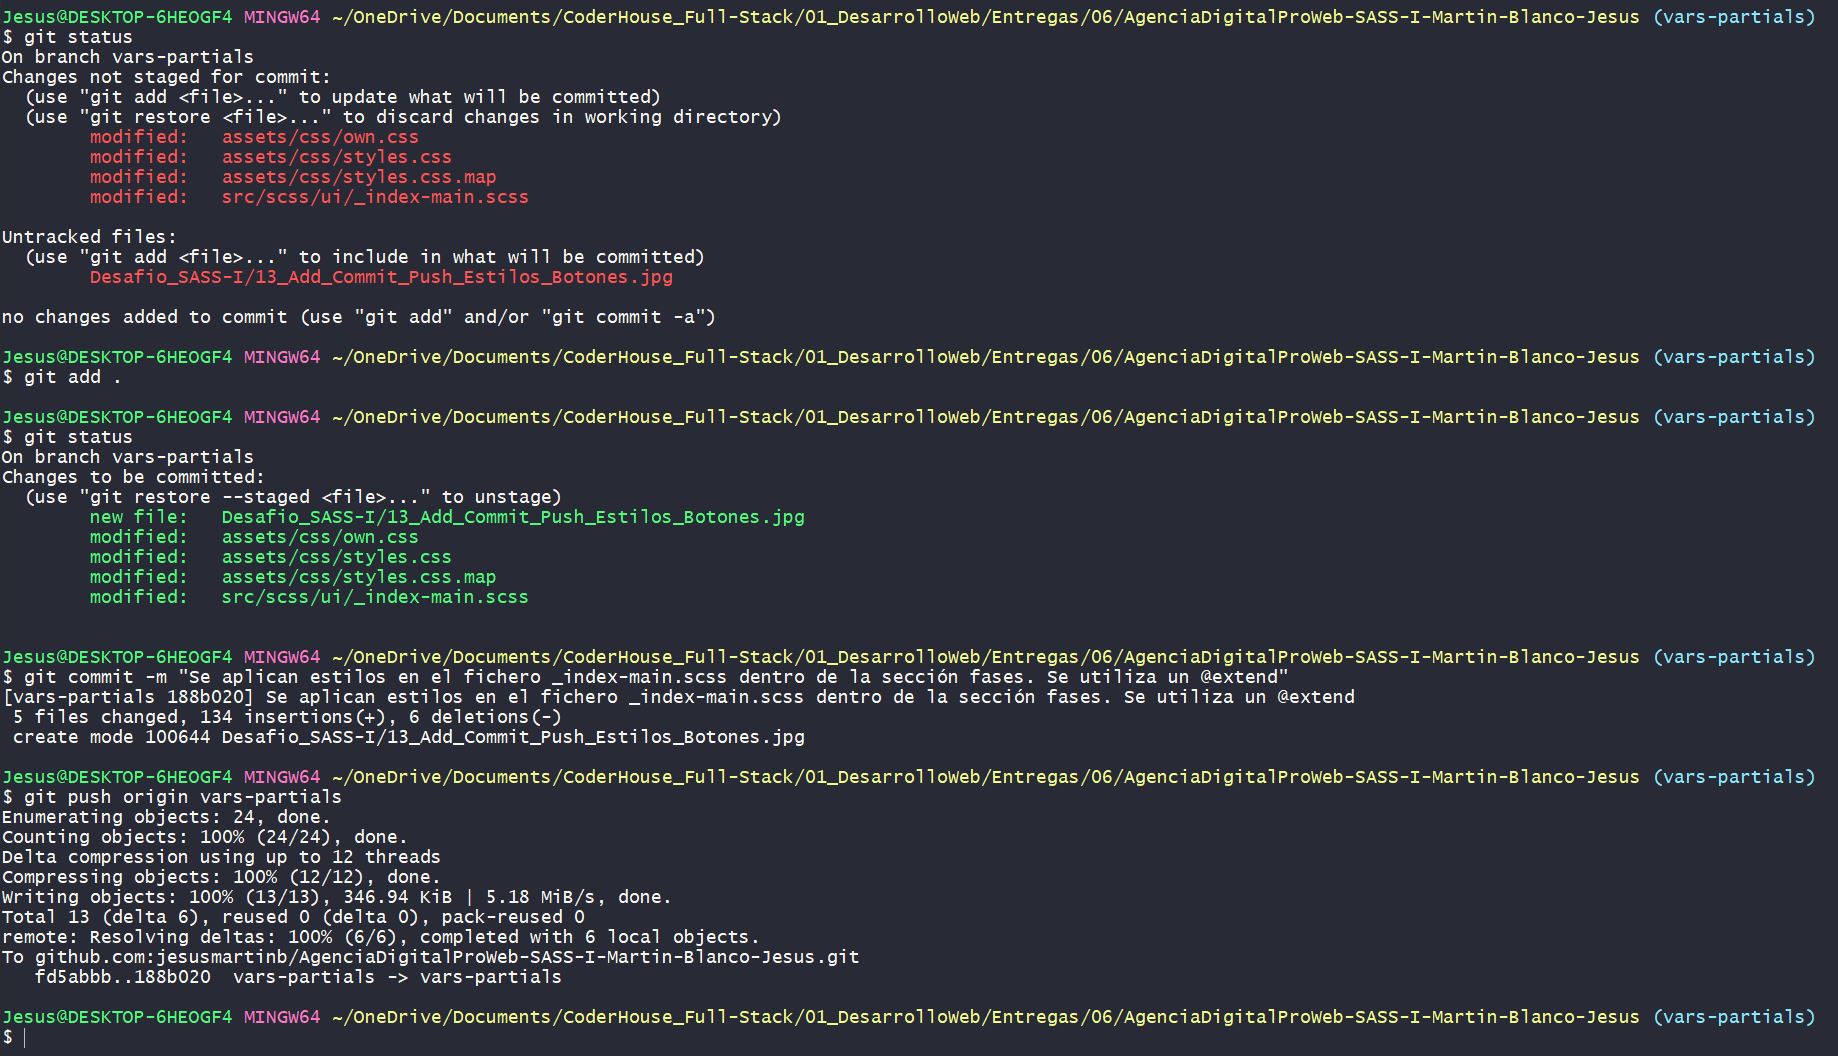 Jesus@DESKTOP-6HEOGF4 MINGW64 ~/OneDrive/Documents/CoderHouse_Full-Stack/01_DesarrolloWeb/Entregas/06/AgenciaDigitalProWeb-SASS-I-Martin-Blanco-Jesus (vars-partials)
$ git status
On branch vars-partials
Changes not staged for commit:
  (use "git add <file>..." to update what will be committed)
  (use "git restore <file>..." to discard changes in working directory)
        modified:   assets/css/own.css
        modified:   assets/css/styles.css
        modified:   assets/css/styles.css.map
        modified:   src/scss/ui/_index-main.scss

Untracked files:
  (use "git add <file>..." to include in what will be committed)
        Desafio_SASS-I/13_Add_Commit_Push_Estilos_Botones.jpg

no changes added to commit (use "git add" and/or "git commit -a")

Jesus@DESKTOP-6HEOGF4 MINGW64 ~/OneDrive/Documents/CoderHouse_Full-Stack/01_DesarrolloWeb/Entregas/06/AgenciaDigitalProWeb-SASS-I-Martin-Blanco-Jesus (vars-partials)
$ git add .

Jesus@DESKTOP-6HEOGF4 MINGW64 ~/OneDrive/Documents/CoderHouse_Full-Stack/01_DesarrolloWeb/Entregas/06/AgenciaDigitalProWeb-SASS-I-Martin-Blanco-Jesus (vars-partials)
$ git status
On branch vars-partials
Changes to be committed:
  (use "git restore --staged <file>..." to unstage)
        new file:   Desafio_SASS-I/13_Add_Commit_Push_Estilos_Botones.jpg
        modified:   assets/css/own.css
        modified:   assets/css/styles.css
        modified:   assets/css/styles.css.map
        modified:   src/scss/ui/_index-main.scss

Jesus@DESKTOP-6HEOGF4 MINGW64 ~/OneDrive/Documents/CoderHouse_Full-Stack/01_DesarrolloWeb/Entregas/06/AgenciaDigitalProWeb-SASS-I-Martin-Blanco-Jesus (vars-partials)
$ git commit -m "Se aplican estilos en el fichero _index-main.scss dentro de la sección fases. Se utiliza un @extend"
[vars-partials 188b020] Se aplican estilos en el fichero _index-main.scss dentro de la sección fases. Se utiliza un @extend
 5 files changed, 134 insertions(+), 6 deletions(-)
 create mode 100644 Desafio_SASS-I/13_Add_Commit_Push_Estilos_Botones.jpg

Jesus@DESKTOP-6HEOGF4 MINGW64 ~/OneDrive/Documents/CoderHouse_Full-Stack/01_DesarrolloWeb/Entregas/06/AgenciaDigitalProWeb-SASS-I-Martin-Blanco-Jesus (vars-partials)
$ git push origin vars-partials
Enumerating objects: 24, done.
Counting objects: 100% (24/24), done.
Delta compression using up to 12 threads
Compressing objects: 100% (12/12), done.
Writing objects: 100% (13/13), 346.94 KiB | 5.18 MiB/s, done.
Total 13 (delta 6), reused 0 (delta 0), pack-reused 0
remote: Resolving deltas: 100% (6/6), completed with 6 local objects.
To github.com:jesusmartinb/AgenciaDigitalProWeb-SASS-I-Martin-Blanco-Jesus.git
   fd5abbb..188b020  vars-partials -> vars-partials

Jesus@DESKTOP-6HEOGF4 MINGW64 ~/OneDrive/Documents/CoderHouse_Full-Stack/01_DesarrolloWeb/Entregas/06/AgenciaDigitalProWeb-SASS-I-Martin-Blanco-Jesus (vars-partials)
$